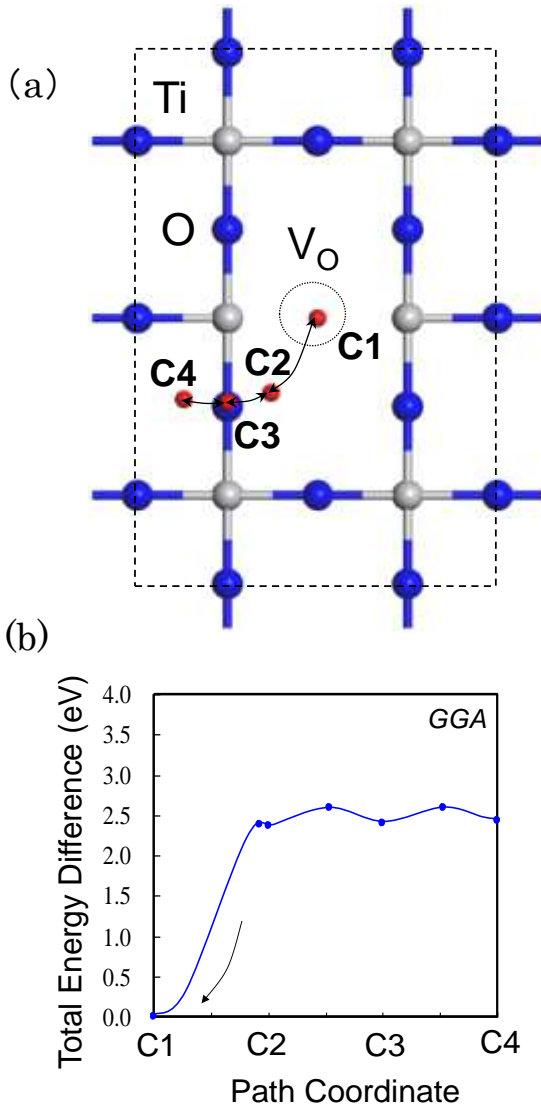 (a)
Ti
O
V_O
C1
C2
C4
C3
(b)
Total Energy Difference (eV)
GGA
4.0
3.5
3.0
2.5
2.0
1.5
1.0
0.5
0.0
C1 C2 C3 C4
Path Coordinate